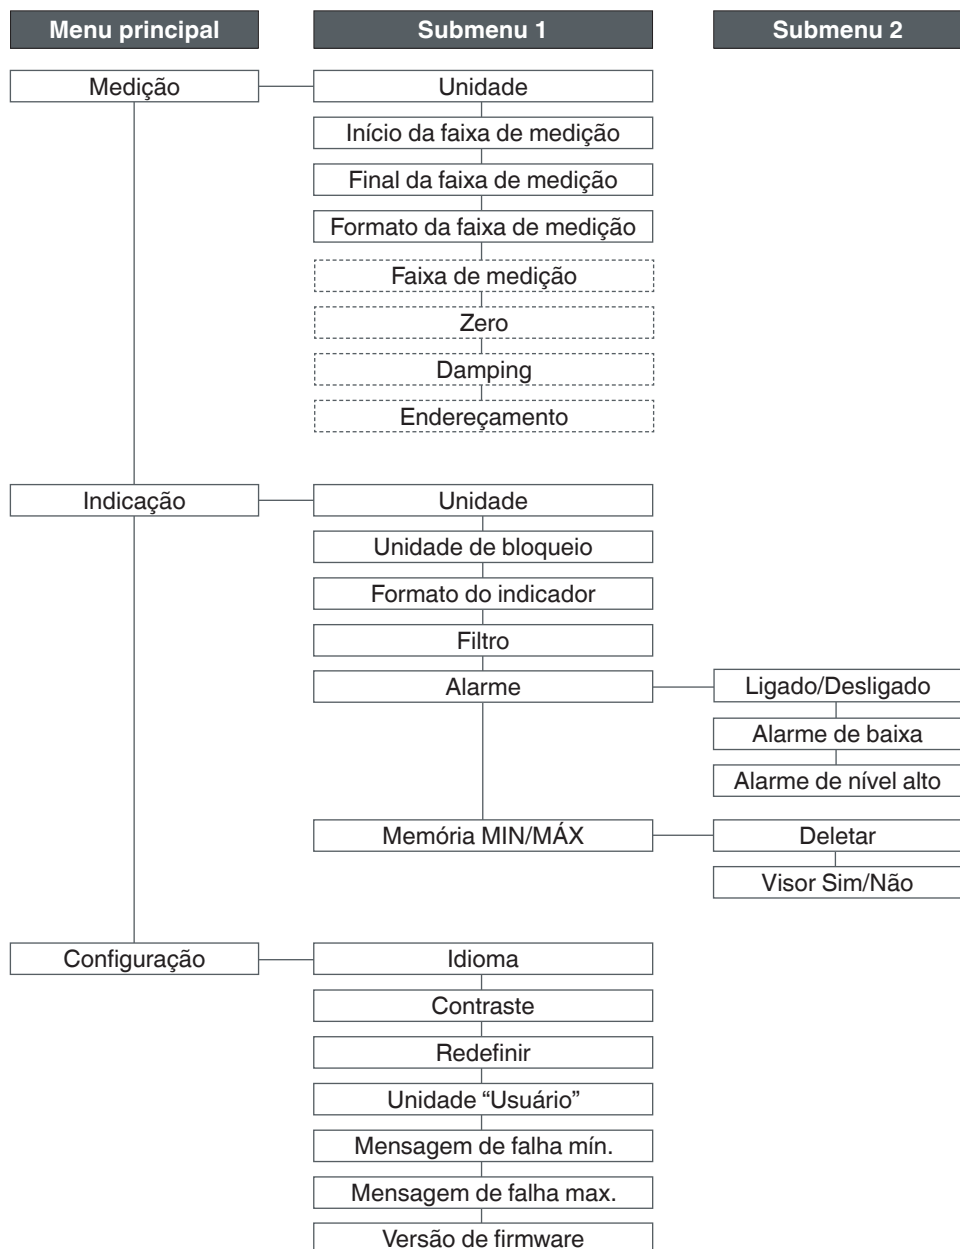 Menu principal
Submenu 1
Submenu 2
Medição
Unidade
Início da faixa de medição
Final da faixa de medição
Formato da faixa de medição
Faixa de medição
Zero
Damping
Endereçamento
Indicação
Unidade
Unidade de bloqueio
Formato do indicador
Filtro
Alarme
Ligado/Desligado
Alarme de baixa
Alarme de nível alto
Memória MIN/MÁX
Deletar
Visor Sim/Não
Configuração
Idioma
Contraste
Redefinir
Unidade “Usuário”
Mensagem de falha mín.
Mensagem de falha max.
Versão de firmware